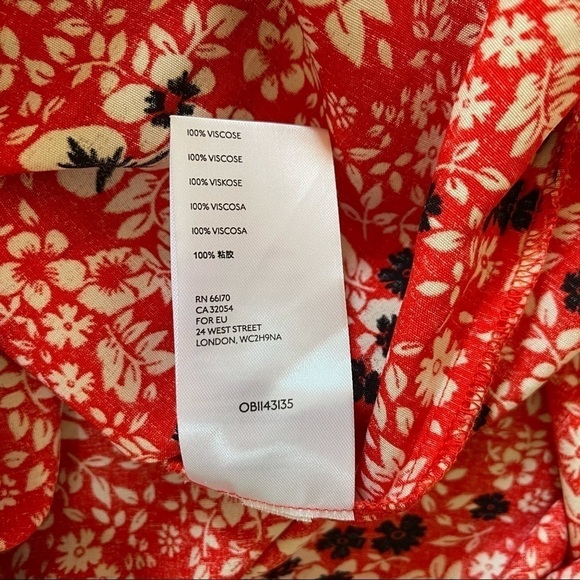 100% VISCOSE
100% VISCOSE
100% VISKOSE
100% VISCOSA
100% VISCOSA
100% 粘胶
RN 66170
CA 32054
FOR EU
24 WEST STREET
LONDON, WC2H9NA
OB1143135